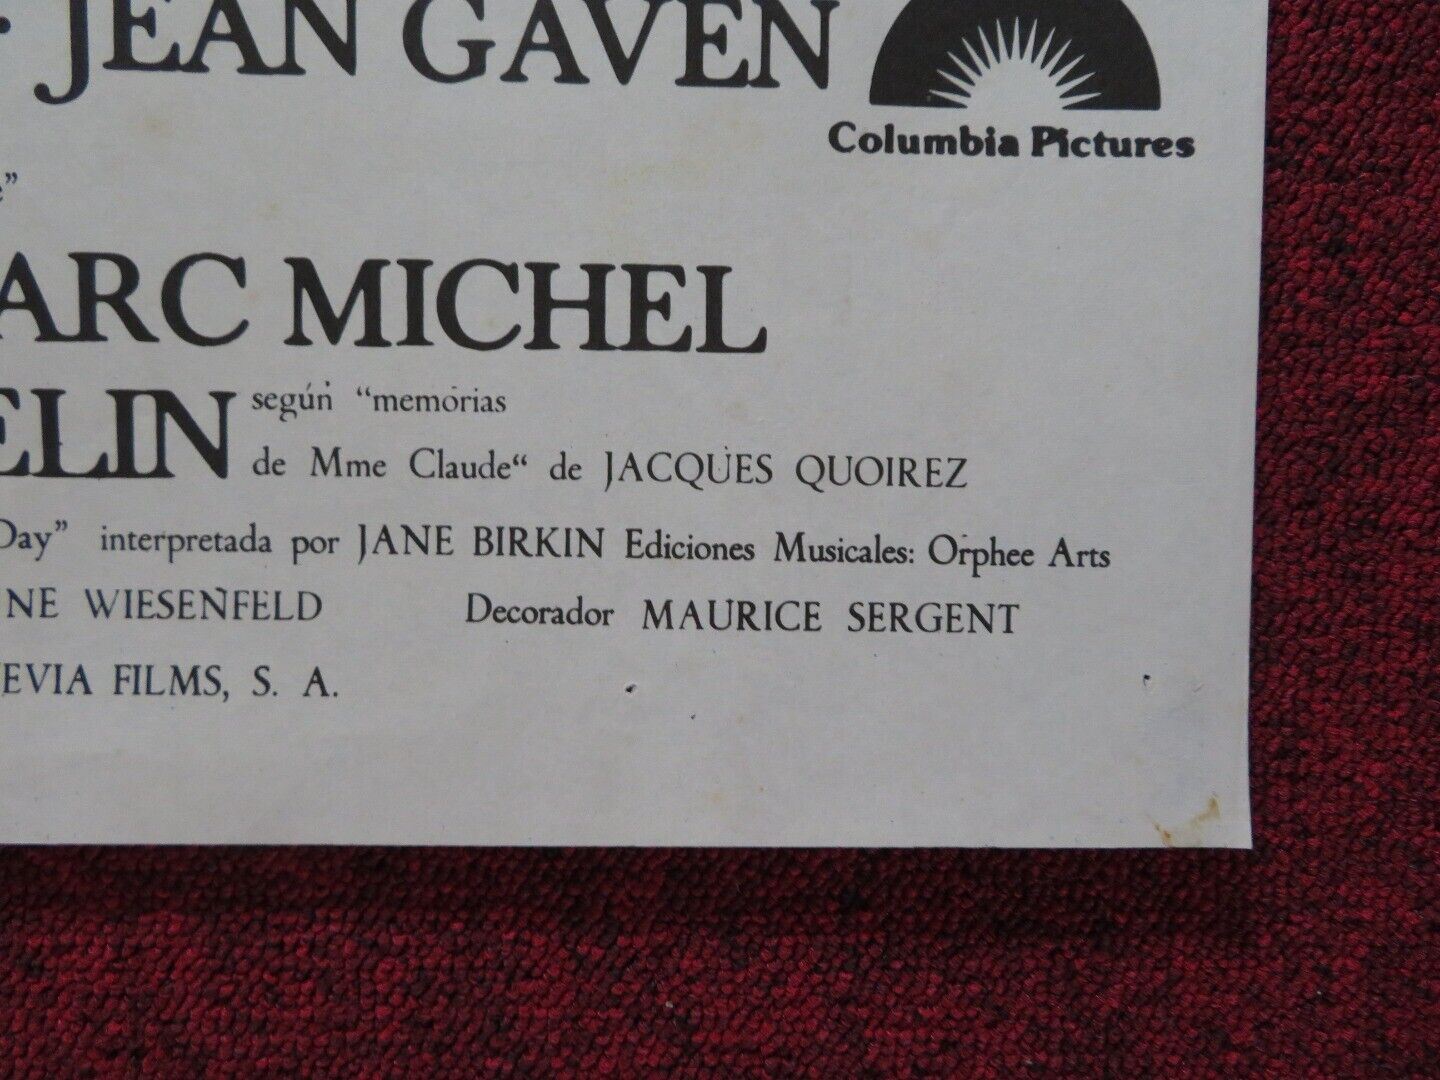 JEAN GAVEN
Columbia Pictures
ARC MICHEL
ELIN según "memorias
de Mme Claude" de JACQUES QUOIREZ
Day" interpretada por JANE BIRKIN Ediciones Musicales: Orphee Arts
NE WIESENFELD Decorador MAURICE SERGENT
EVIA FILMS, S. A.